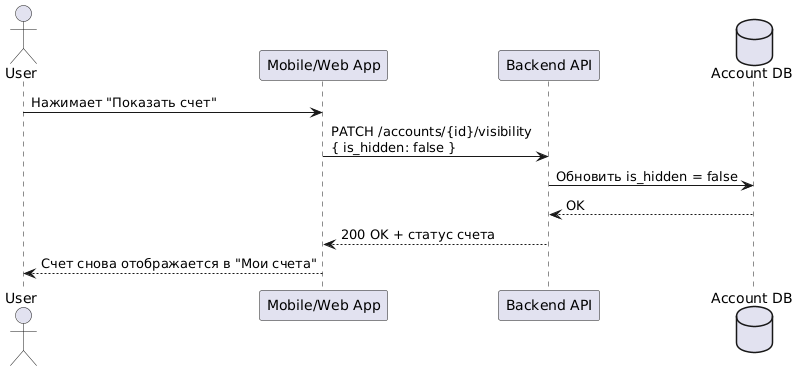 User
Mobile/Web App
Backend API
Account DB
Нажимает "Показать счет"
PATCH /accounts/{id}/visibility
{ is_hidden: false }
Обновить is_hidden = false
OK
200 OK + статус счета
Счет снова отображается в "Мои счета"
User
Mobile/Web App
Backend API
Account DB